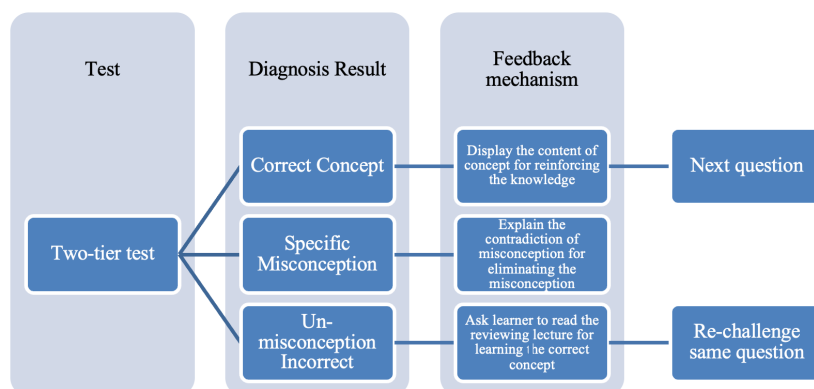 Test
Diagnosis Result
Feedback
mechanism
Two-tier test
Correct Concept
Display the content of
concept for reinforcing
the knowledge
Next question
Specific
Misconception
Explain the
contradiction of
misconception for
eliminating the
misconception
Un-
misconception
Incorrect
Ask learner to read the
reviewing lecture for
learning the correct
concept
Re-challenge
same question